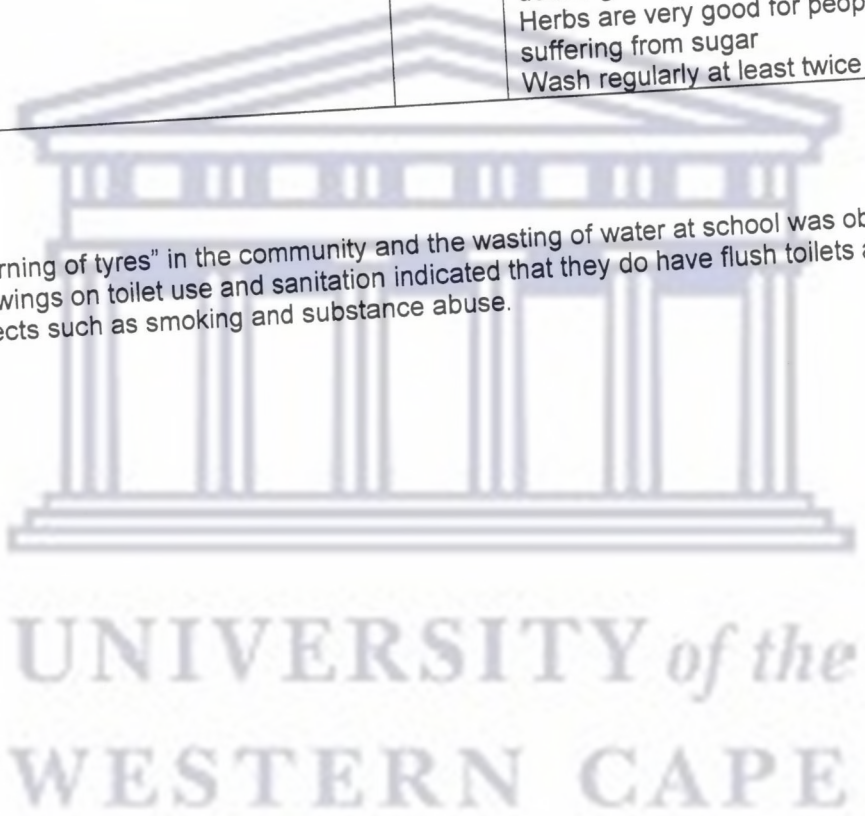 Herbs are very good for peop
suffering from sugar
Wash regularly at least twice
rning of tyres” in the community and the wasting of water at school was ob
wings on toilet use and sanitation indicated that they do have flush toilets a
ects such as smoking and substance abuse.
UNIVERSITY of the
WESTERN CAPE